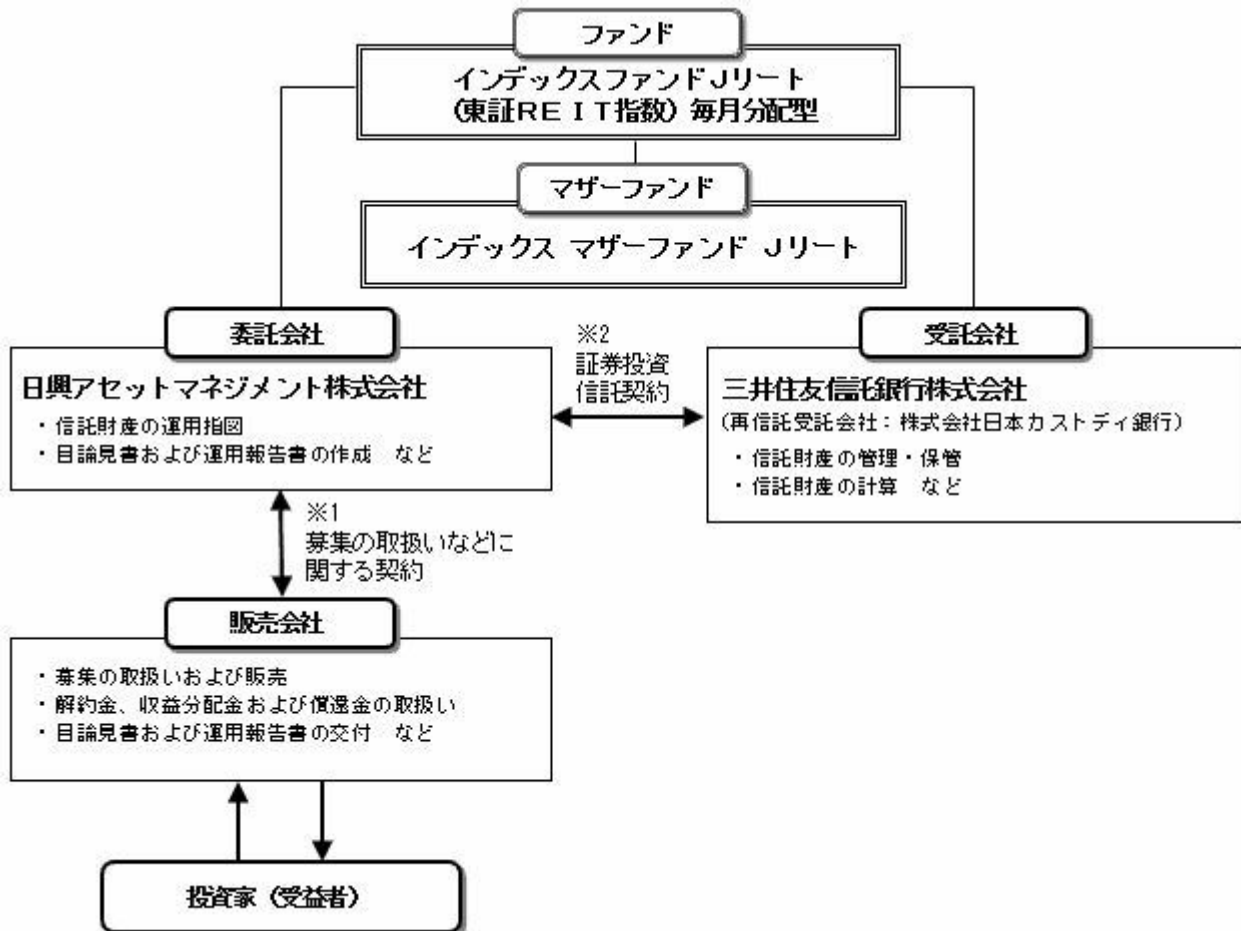 ファンド
インデックスファンドJリート
(東証REIT指数) 毎月分配型
マザーファンド
インデックス マザーファンド Jリート
委託会社
日興アセットマネジメント株式会社
・信託財産の運用指図
・目論見書および運用報告書の作成 など
※2
証券投資
信託契約
受託会社
三井住友信託銀行株式会社
(再信託受託会社:株式会社日本カストディ銀行)
・信託財産の管理・保管
・信託財産の計算 など
※1
募集の取扱いなどに
関する契約
販売会社
・募集の取扱いおよび販売
・解約金、収益分配金および償還金の取扱い
・目論見書および運用報告書の交付 など
投資家(受益者)